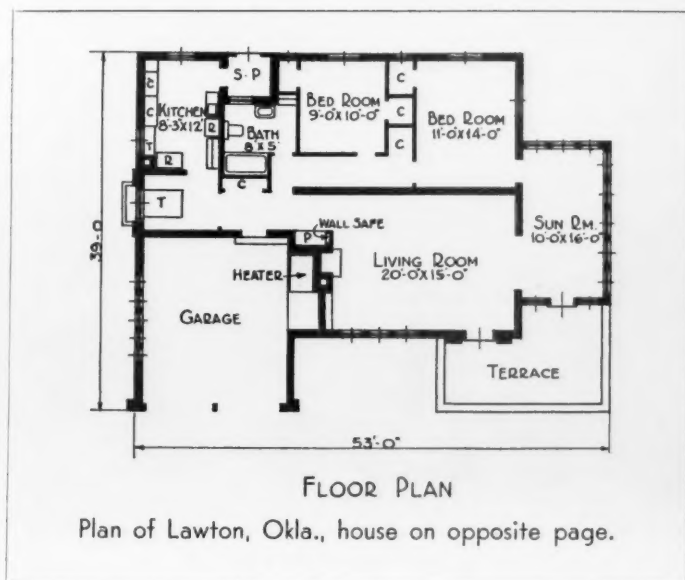 S-P
C
C
KITCHEN
8'-3"X12'
R
T
R
BATH
8'X5'
C
BED ROOM
9'-0"X10'-0"
C
C
C
BED ROOM
11'-0"X14'-0"
T
P
WALL SAFE
SUN RM.
10'-0"X16'-0"
LIVING ROOM
20'-0"X15'-0"
HEATER
GARAGE
TERRACE
39'-0
53'-0"
FLOOR PLAN
Plan of Lawton, Okla., house on opposite page.